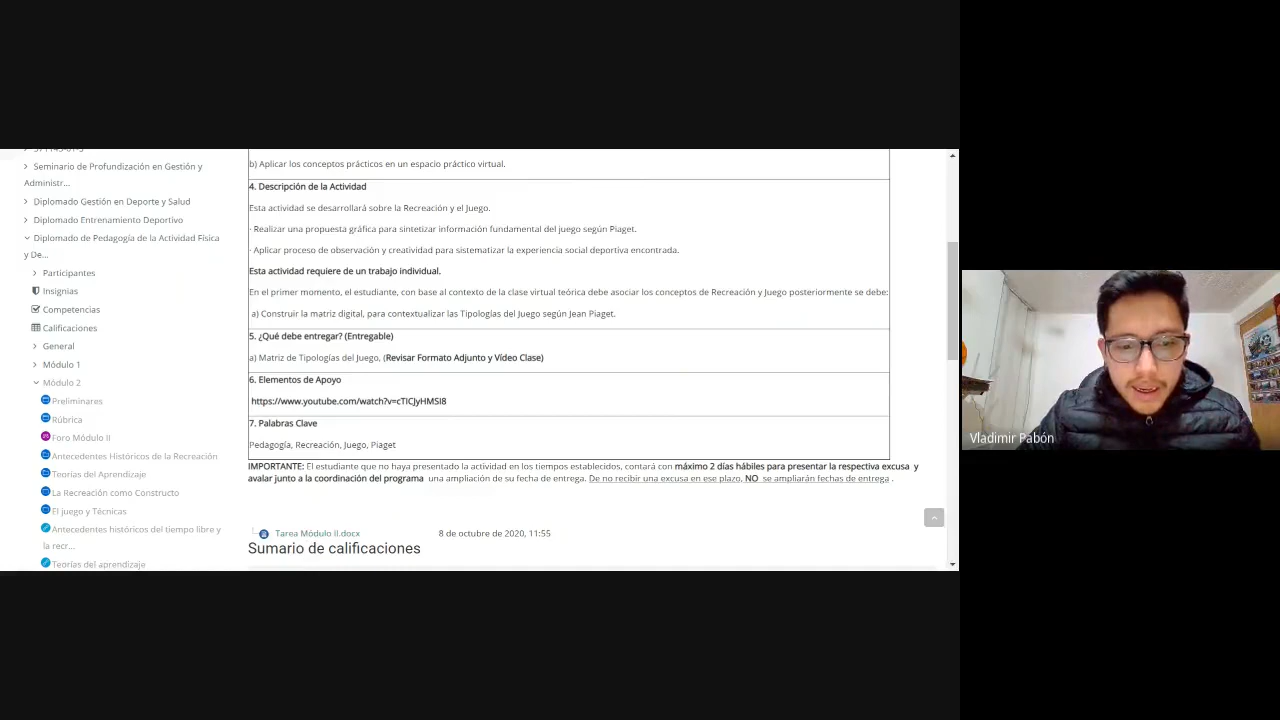 Seminario de Profundización en Gestión y
Administr...
Diplomado Gestión en Deporte y Salud
Diplomado Entrenamiento Deportivo
Diplomado de Pedagogía de la Actividad Física
y De...
Participantes
Insignias
Competencias
Calificaciones
General
Módulo 1
Módulo 2
Preliminares
Rúbrica
Foro Módulo II
Antecedentes Históricos de la Recreación
Teorías del Aprendizaje
La Recreación como Constructo
El juego y Técnicas
Antecedentes históricos del tiempo libre y
la recr...
Teorías del aprendizaje
b) Aplicar los conceptos prácticos en un espacio práctico virtual.
4. Descripción de la Actividad
Esta actividad se desarrollará sobre la Recreación y el Juego.
· Realizar una propuesta gráfica para sintetizar información fundamental del juego según Piaget.
· Aplicar proceso de observación y creatividad para sistematizar la experiencia social deportiva encontrada.
Esta actividad requiere de un trabajo individual.
En el primer momento, el estudiante, con base al contexto de la clase virtual teórica debe asociar los conceptos de Recreación y Juego posteriormente se debe:
a) Construir la matriz digital, para contextualizar las Tipologías del Juego según Jean Piaget.
5. ¿Qué debe entregar? (Entregable)
a) Matriz de Tipologías del Juego, (Revisar Formato Adjunto y Vídeo Clase)
6. Elementos de Apoyo
https://www.youtube.com/watch?v=cTICJyHMSI8
7. Palabras Clave
Pedagogía, Recreación, Juego, Piaget
IMPORTANTE: El estudiante que no haya presentado la actividad en los tiempos establecidos, contará con máximo 2 días hábiles para presentar la respectiva excusa y
avalar junto a la coordinación del programa una ampliación de su fecha de entrega. De no recibir una excusa en ese plazo, NO se ampliarán fechas de entrega .
Tarea Módulo II.docx 8 de octubre de 2020, 11:55
Sumario de calificaciones
Vladimir Pabón